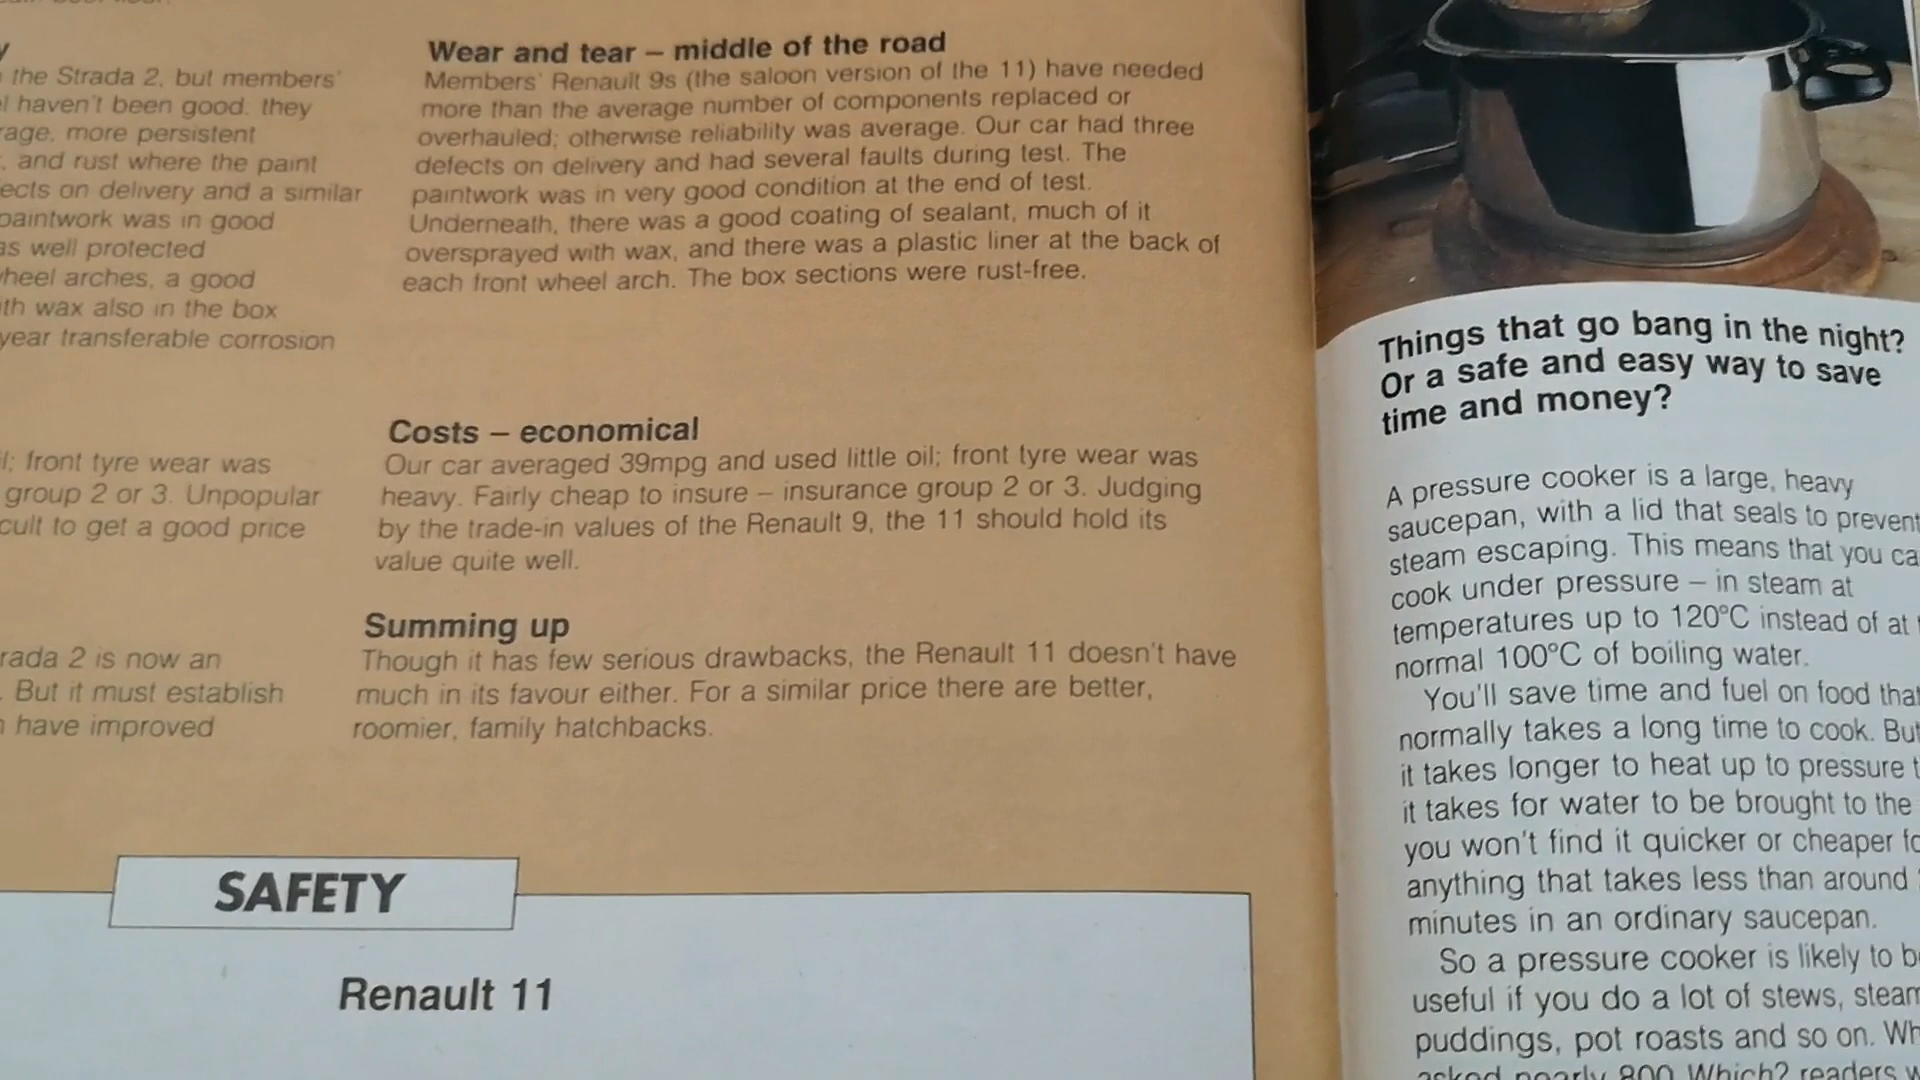 the Strada 2, but members'
haven't been good. they
more persistent
and rust where the paint
on delivery and a similar
paintwork was in good
well protected
arches, a good
wax also in the box
year transferable corrosion
front tyre wear was
group 2 or 3. Unpopular
to get a good price
2 is now an
But it must establish
have improved
Wear and tear – middle of the road
Members' Renault 9s (the saloon version of the 11) have needed
more than the average number of components replaced or
overhauled; otherwise reliability was average. Our car had three
defects on delivery and had several faults during test. The
paintwork was in very good condition at the end of test.
Underneath, there was a good coating of sealant, much of it
oversprayed with wax, and there was a plastic liner at the back of
each front wheel arch. The box sections were rust-free.
Costs – economical
Our car averaged 39mpg and used little oil; front tyre wear was
heavy. Fairly cheap to insure – insurance group 2 or 3. Judging
by the trade-in values of the Renault 9, the 11 should hold its
value quite well.
Summing up
Though it has few serious drawbacks, the Renault 11 doesn't have
much in its favour either. For a similar price there are better,
roomier, family hatchbacks.
SAFETY
Renault 11
Things that go bang in the night?
Or a safe and easy way to save
time and money?
A pressure cooker is a large, heavy
saucepan, with a lid that seals to prevent
steam escaping. This means that you
cook under pressure – in steam at
temperatures up to 120°C instead of at
normal 100°C of boiling water.
You'll save time and fuel on food
normally takes a long time to cook. But
it takes longer to heat up to pressure
it takes for water to be brought to the
you won't find it quicker or cheaper
anything that takes less than around
minutes in an ordinary saucepan.
So a pressure cooker is likely to
useful if you do a lot of stews,
puddings, pot roasts and so on.
asked nearly 800 Which? readers